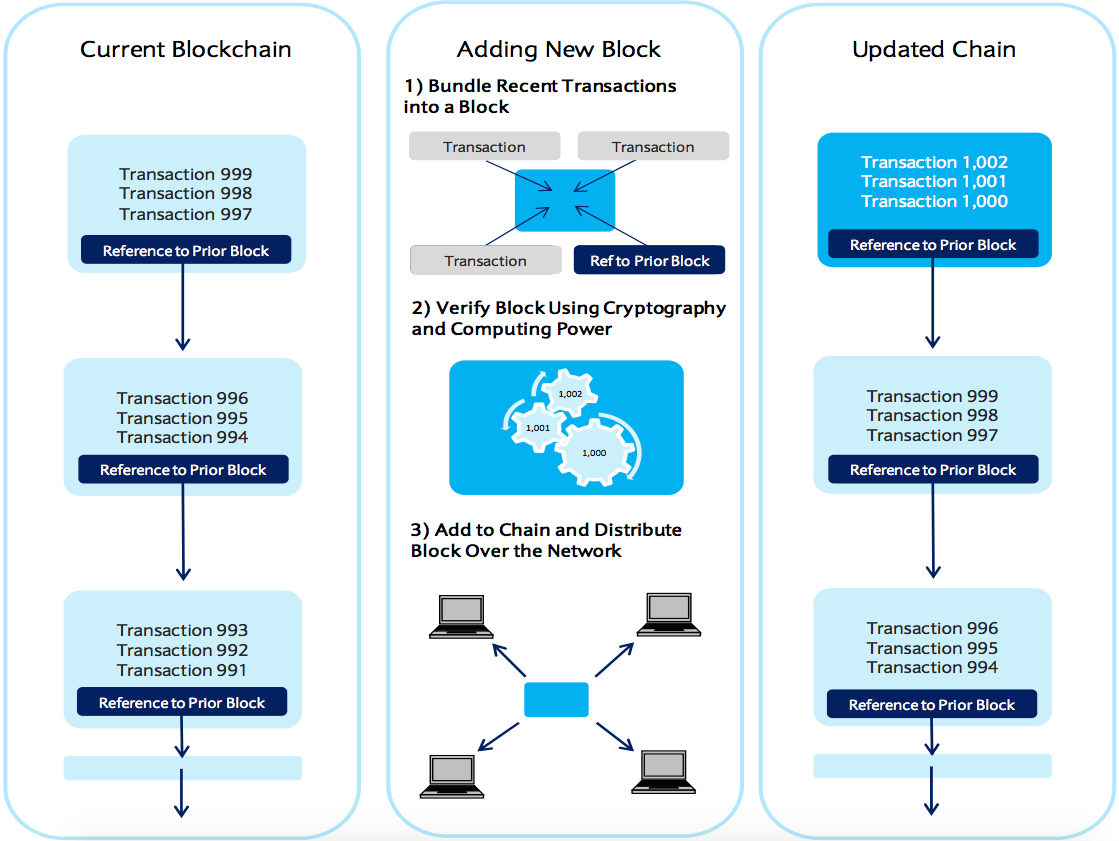 Current Blockchain
Transaction 999
Transaction 998
Transaction 997
Reference to Prior Block
Transaction 996
Transaction 995
Transaction 994
Reference to Prior Block
Transaction 993
Transaction 992
Transaction 991
Reference to Prior Block
Adding New Block
1) Bundle Recent Transactions
into a Block
Transaction
Transaction
Transaction
Ref to Prior Block
2) Verify Block Using Cryptography
and Computing Power
1,002
1,001
1,000
3) Add to Chain and Distribute
Block Over the Network
Updated Chain
Transaction 1,002
Transaction 1,001
Transaction 1,000
Reference to Prior Block
Transaction 999
Transaction 998
Transaction 997
Reference to Prior Block
Transaction 996
Transaction 995
Transaction 994
Reference to Prior Block